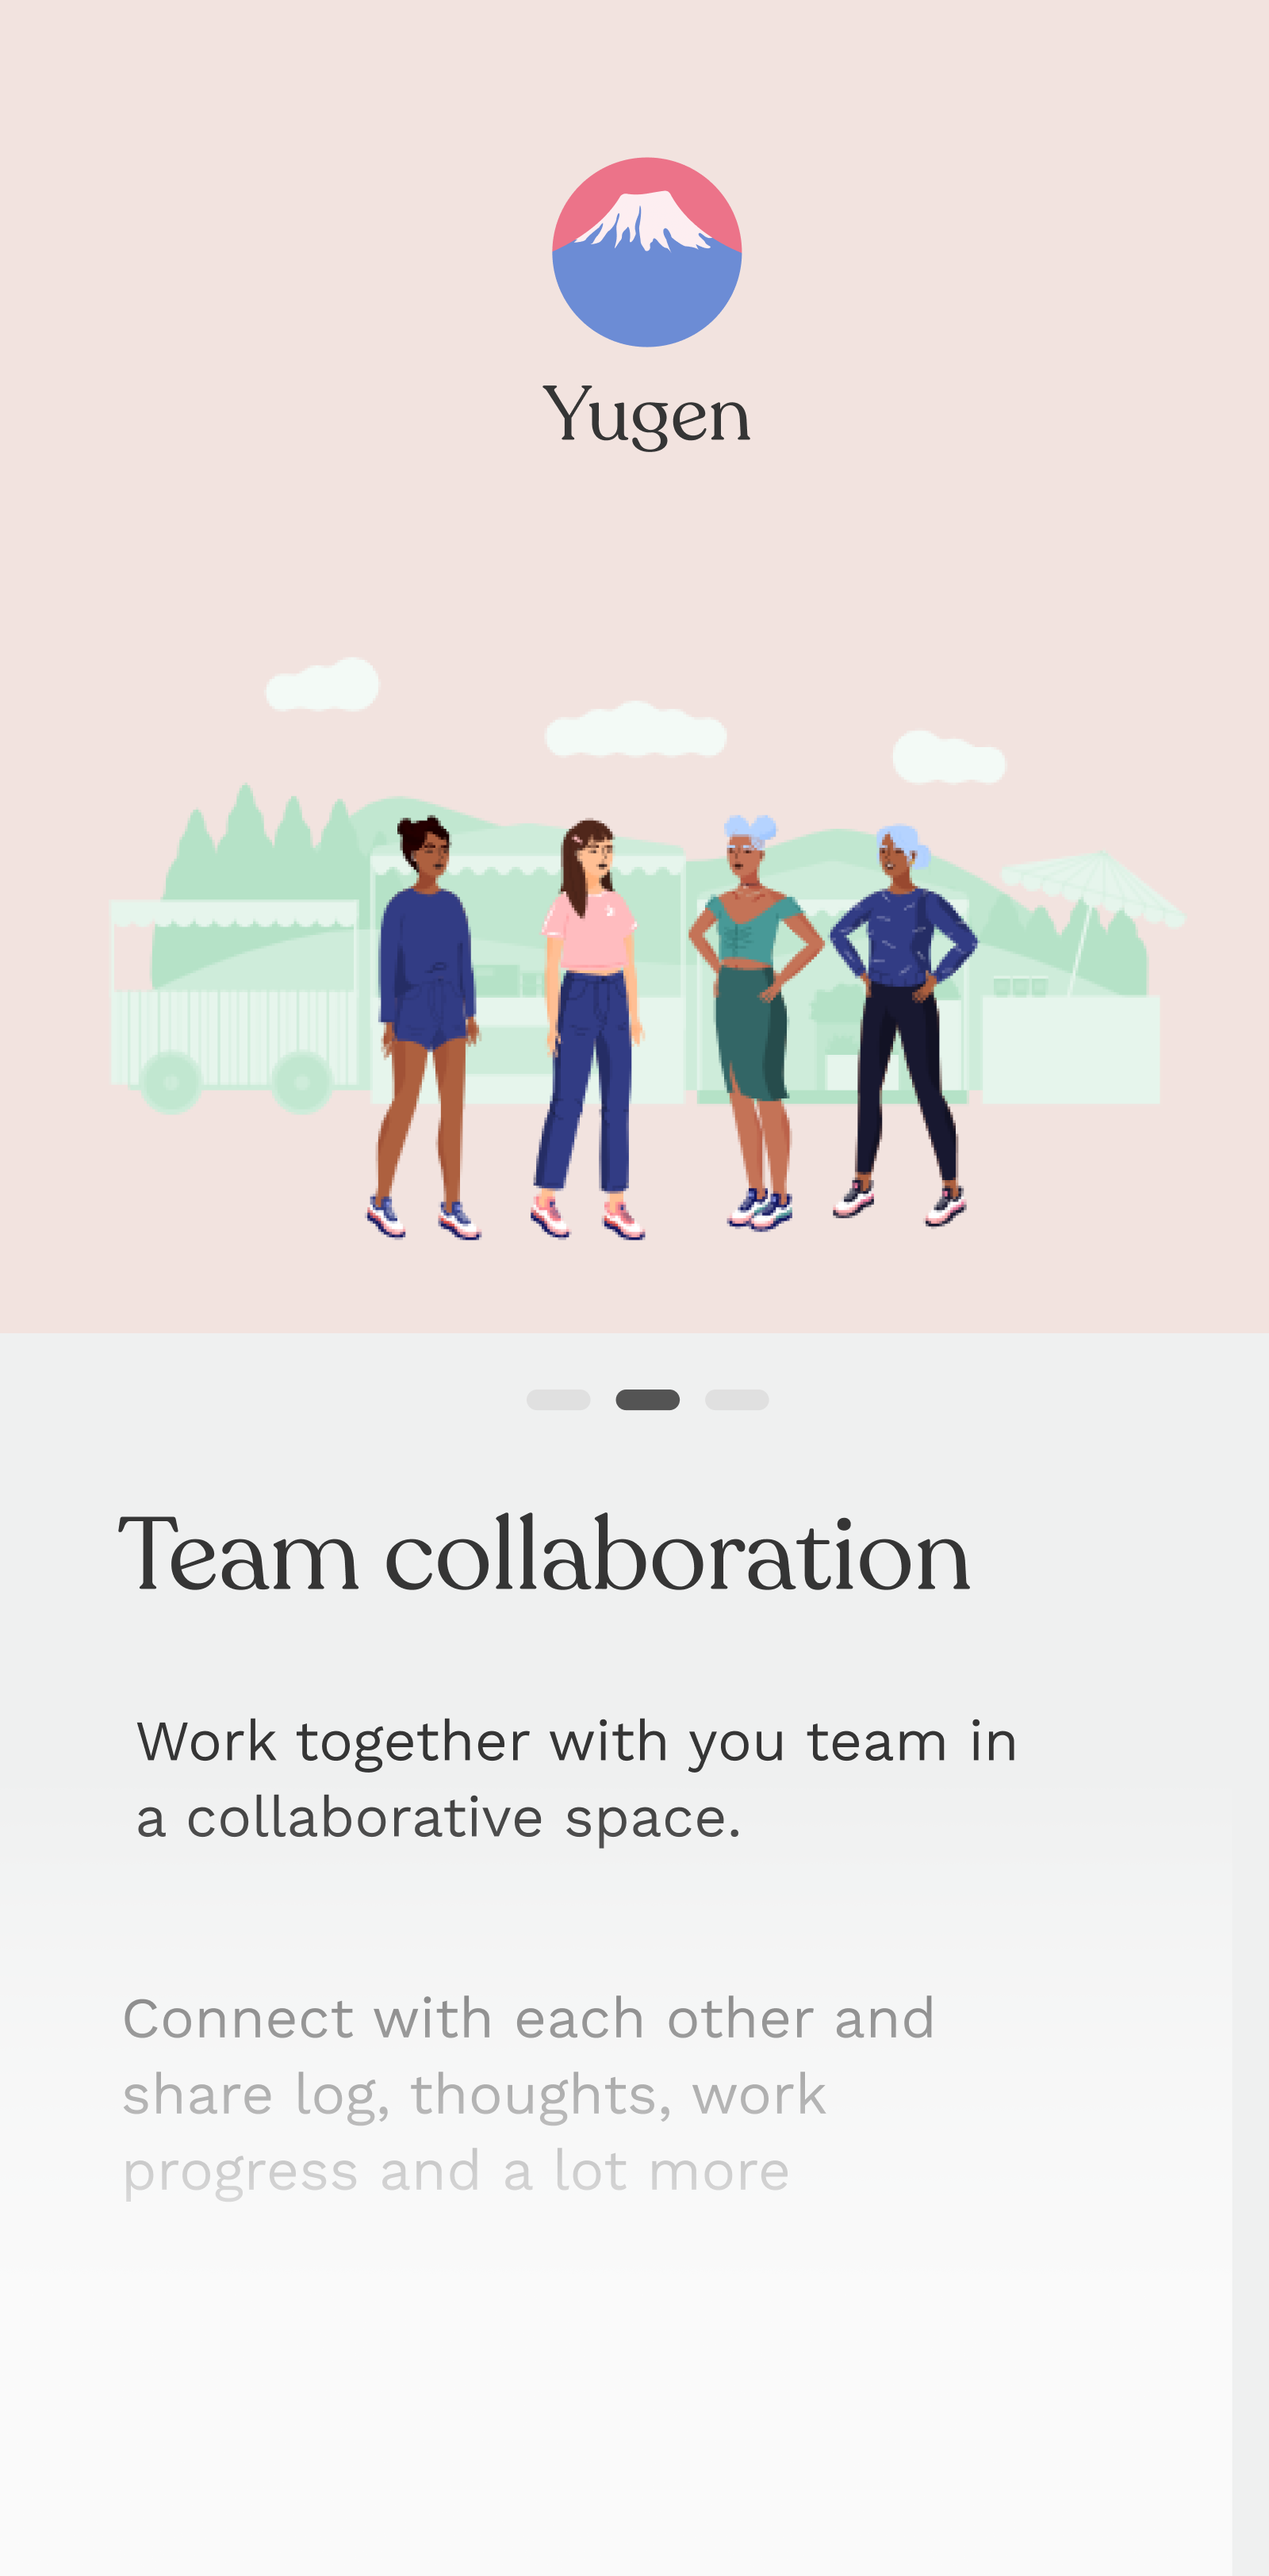 Yugen
Team collaboration
Work together with you team in
a collaborative space.
Connect with each other and
share log, thoughts, work
progress and a lot more